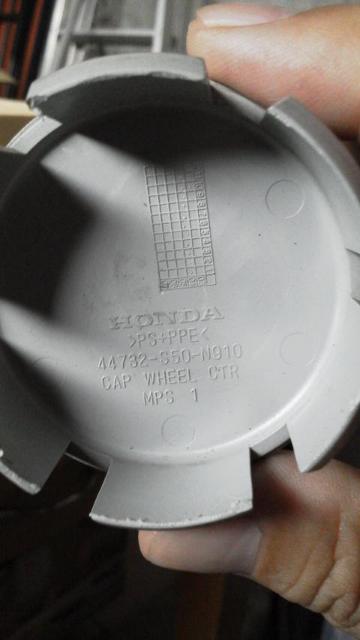 HONDA
>PS+PPE<
44732-S50-N910
CAP WHEEL CTR
MPS 1